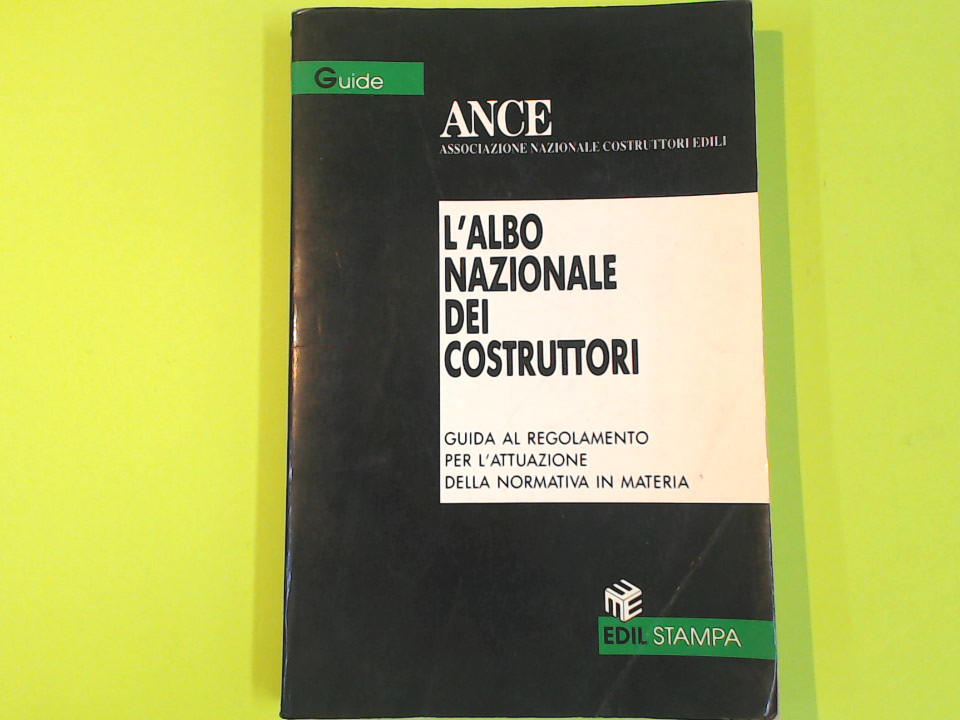 Guide
ANCE
ASSOCIAZIONE NAZIONALE COSTRUTTORI EDILI
L'ALBO
NAZIONALE
DEI
COSTRUTTORI
GUIDA AL REGOLAMENTO
PER L'ATTUAZIONE
DELLA NORMATIVA IN MATERIA
EDIL STAMPA